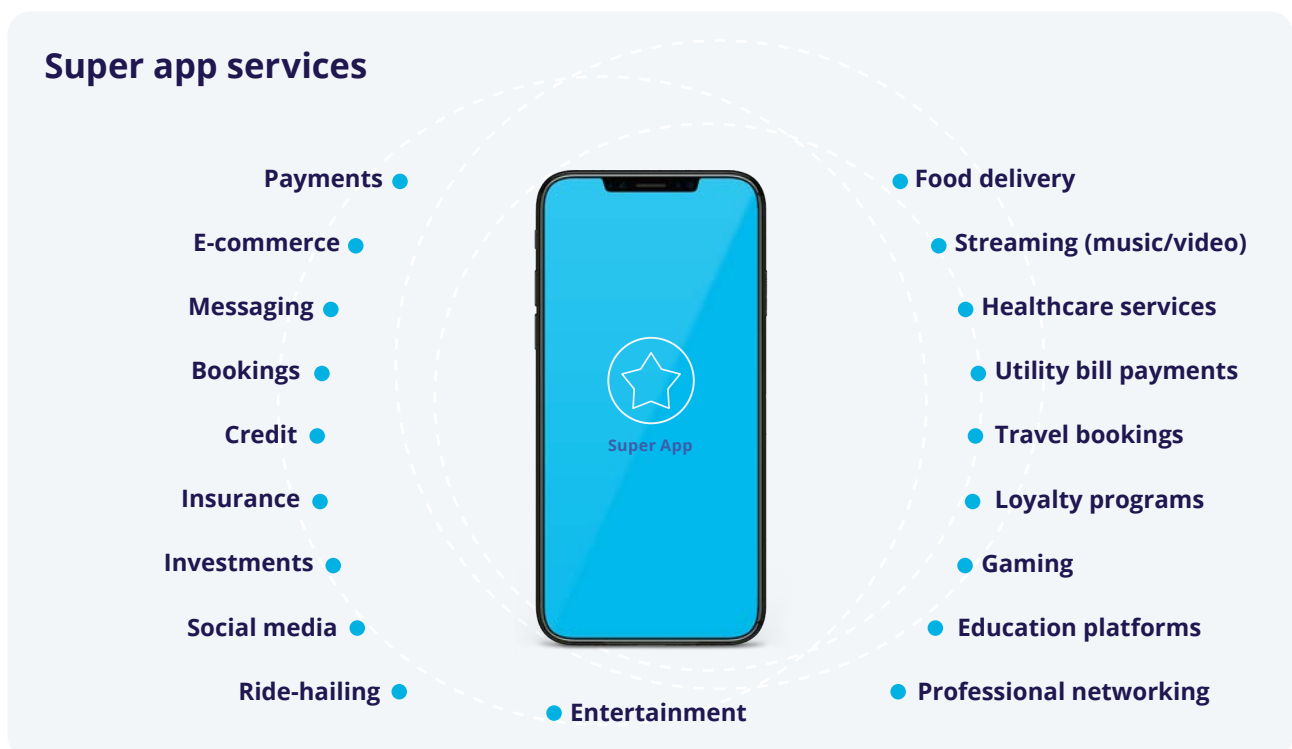 Super app services
Payments
E-commerce
Messaging
Bookings
Credit
Insurance
Investments
Social media
Ride-hailing
Super App
Entertainment
Food delivery
Streaming (music/video)
Healthcare services
Utility bill payments
Travel bookings
Loyalty programs
Gaming
Education platforms
Professional networking